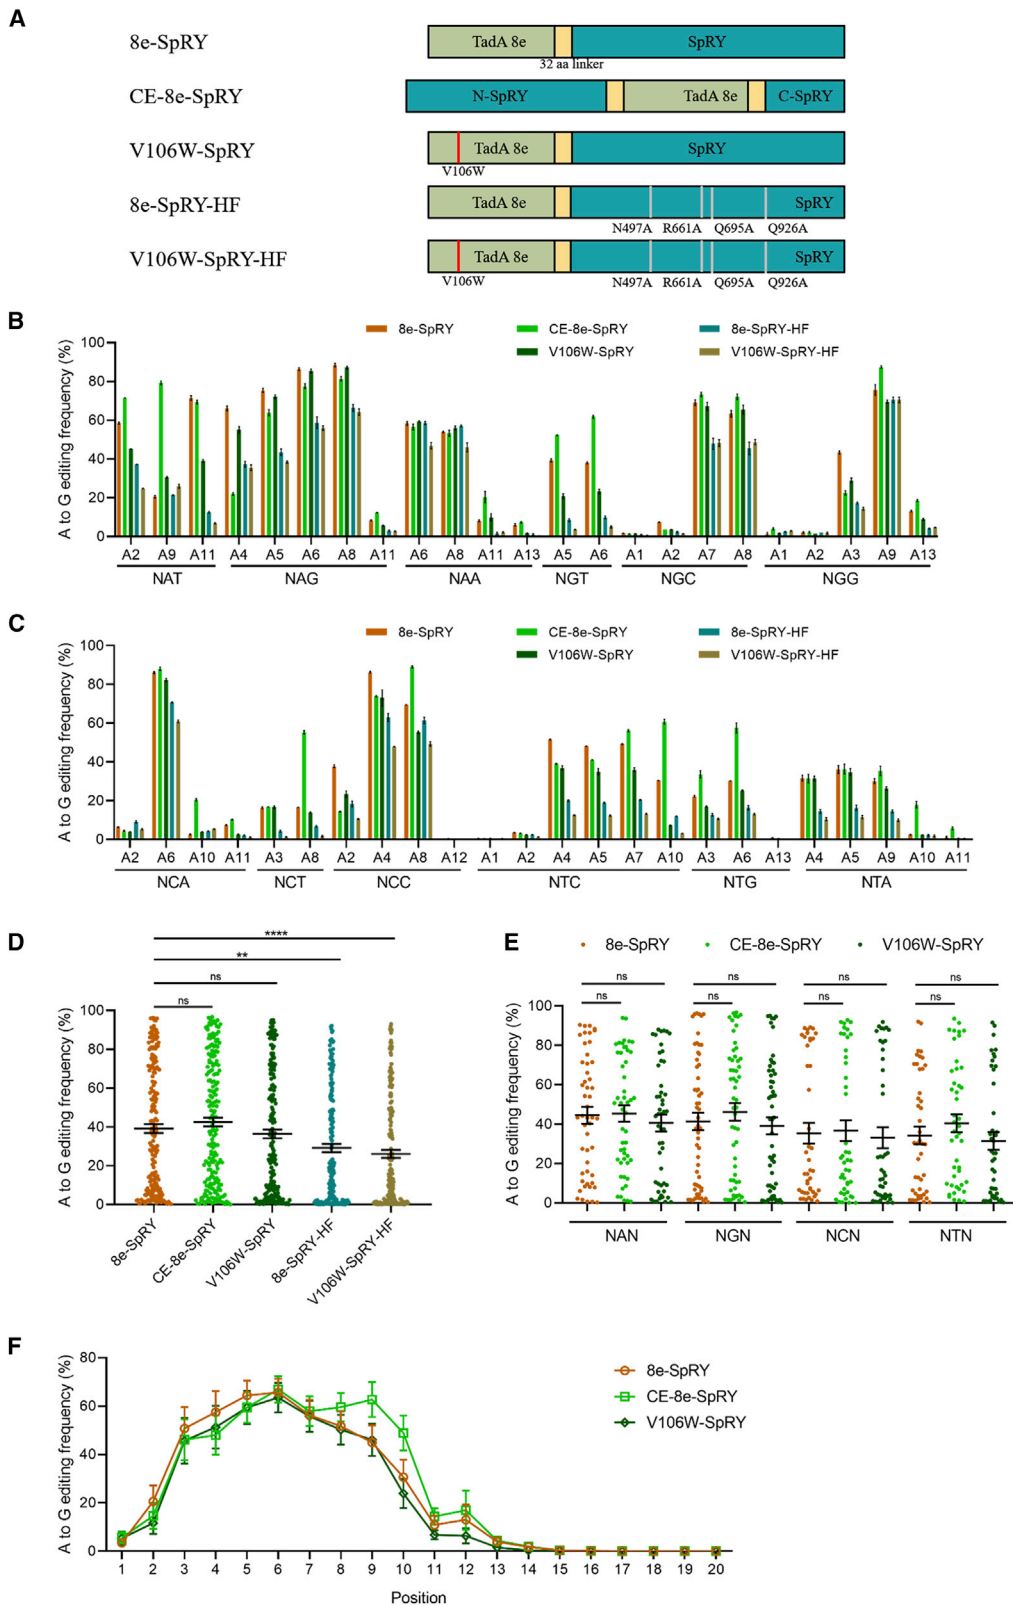 A
8e-SpRY
TadA 8e
SpRY
32 aa linker
CE-8e-SpRY
N-SpRY
TadA 8e
C-SpRY
V106W-SpRY
TadA 8e
SpRY
V106W
8e-SpRY-HF
TadA 8e
SpRY
N497A R661A Q695A Q926A
V106W-SpRY-HF
TadA 8e
SpRY
V106W
N497A R661A Q695A Q926A
B
8e-SpRY
CE-8e-SpRY
8e-SpRY-HF
V106W-SpRY
V106W-SpRY-HF
A to G editing frequency (%)
100
80
60
40
20
0
A2 A9 A11 A4 A5 A6 A8 A11 A6 A8 A11 A13 A5 A6 A1 A2 A7 A8 A1 A2 A3 A9 A13
NAT NAG NAA NGT NGC NGG
C
8e-SpRY
CE-8e-SpRY
8e-SpRY-HF
V106W-SpRY
V106W-SpRY-HF
A to G editing frequency (%)
100
80
60
40
20
0
A2 A6 A10 A11 A3 A8 A2 A4 A8 A12 A1 A2 A4 A5 A7 A10 A3 A6 A13 A4 A5 A9 A10 A11
NCA NCT NCC NTC NTG NTA
D
****
**
ns
ns
A to G editing frequency (%)
100
80
60
40
20
0
8e-SpRY
CE-8e-SpRY
V106W-SpRY
8e-SpRY-HF
V106W-SpRY-HF
E
8e-SpRY
CE-8e-SpRY
V106W-SpRY
ns ns ns ns
ns ns ns ns
A to G editing frequency (%)
100
80
60
40
20
0
NAN NGN NCN NTN
F
8e-SpRY
CE-8e-SpRY
V106W-SpRY
A to G editing frequency (%)
80
60
40
20
0
1 2 3 4 5 6 7 8 9 10 11 12 13 14 15 16 17 18 19 20
Position